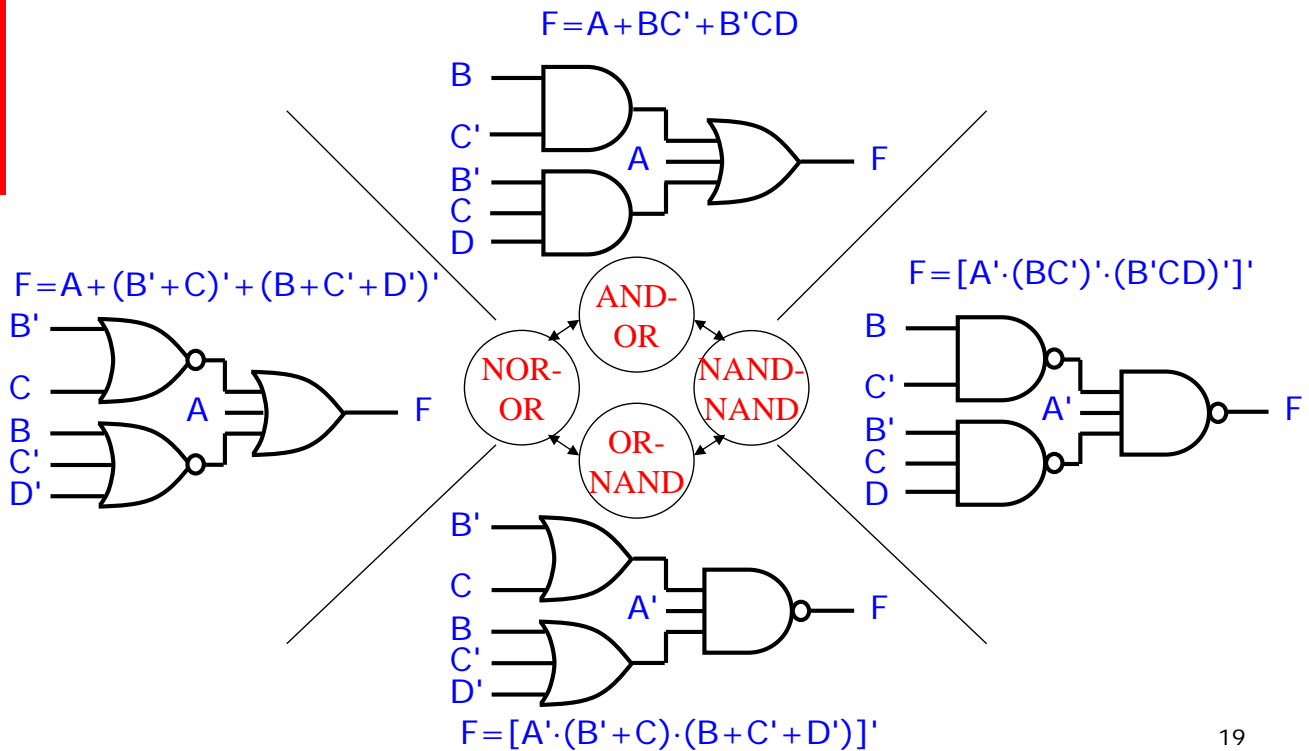 F=A+BC'+B'CD
B
C'
A
B'
C
D
F
F=A+(B'+C)'+(B+C'+D')'
B'
C
A
B
C'
D'
F
AND-
OR
NOR-
OR
NAND-
NAND
OR-
NAND
F=[A'·(BC')'·(B'CD)']'
B
C'
A'
B'
C
D
F
B'
C
A'
B
C'
D'
F
F=[A'·(B'+C)·(B+C'+D')]'
19